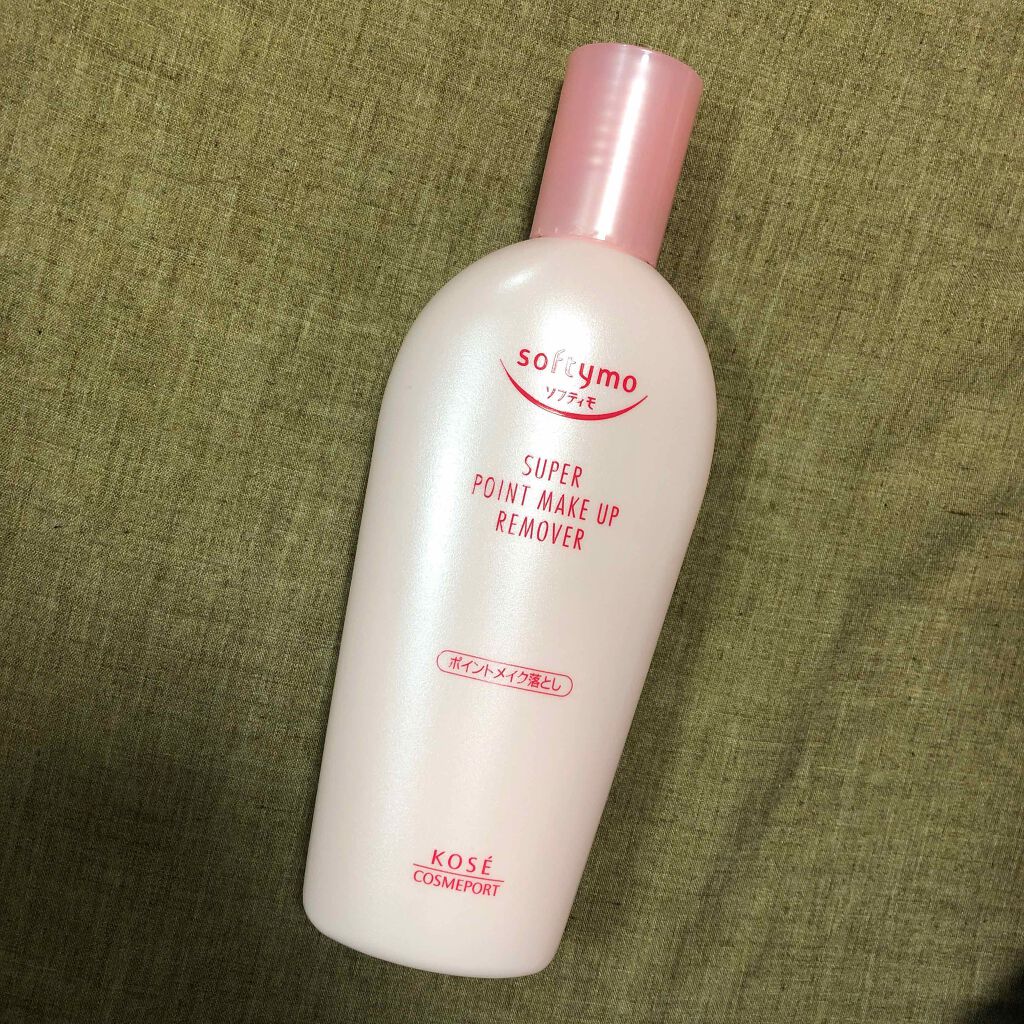 softymo
ソフティモ
SUPER
POINT MAKE UP
REMOVER
ポイントメイク落とし
KOSÉ
COSMEPORT